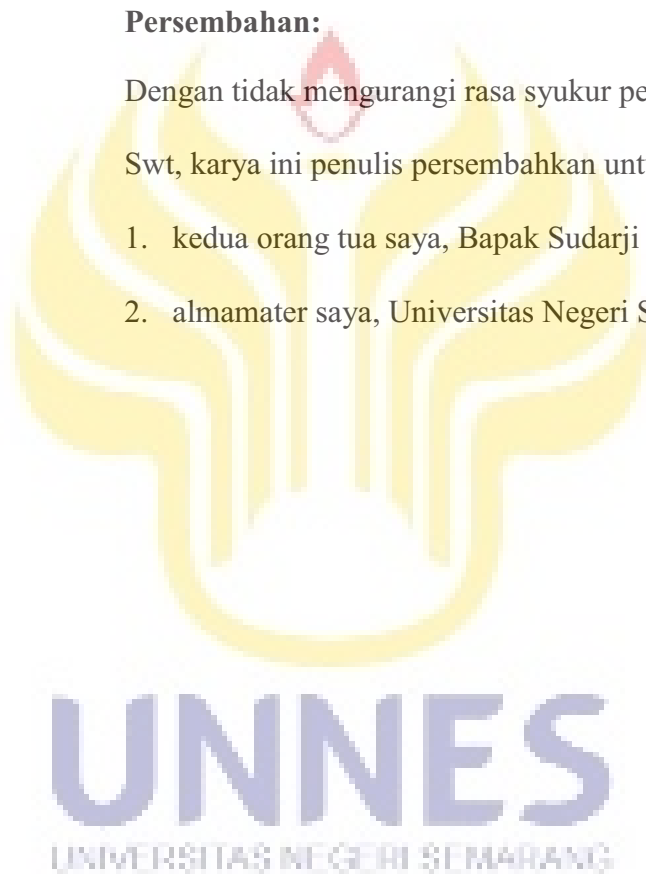 Persembahan:
Dengan tidak mengurangi rasa syukur pe
Swt, karya ini penulis persembahkan unt
1. kedua orang tua saya, Bapak Sudarji
2. almamater saya, Universitas Negeri S
UNNES
UNIVERSITAS NEGERI SEMARANG